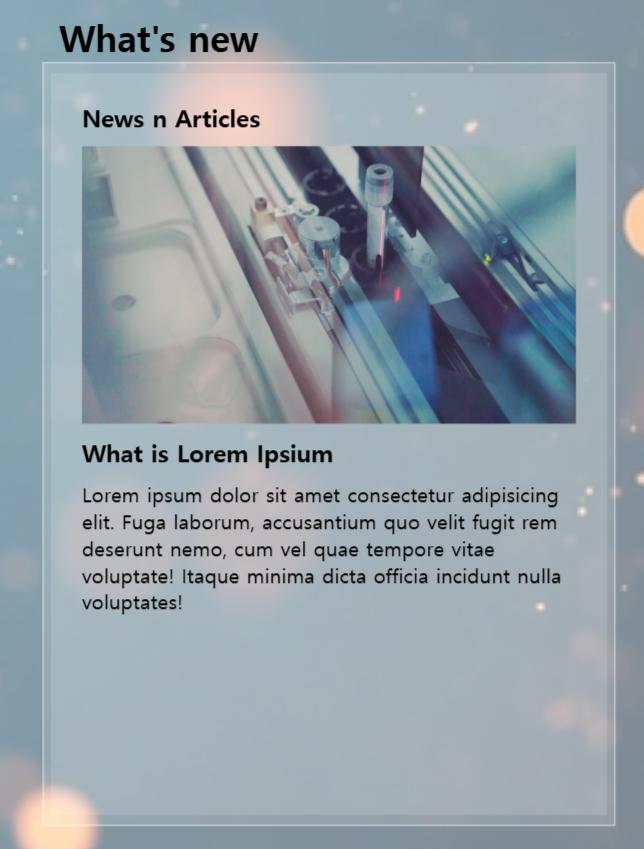 What's new
News n Articles
What is Lorem Ipsium
Lorem ipsum dolor sit amet consectetur adipisicing
elit. Fuga laborum, accusantium quo velit fugit rem
deserunt nemo, cum vel quae tempore vitae
voluptate! Itaque minima dicta officia incidunt nulla
voluptates!